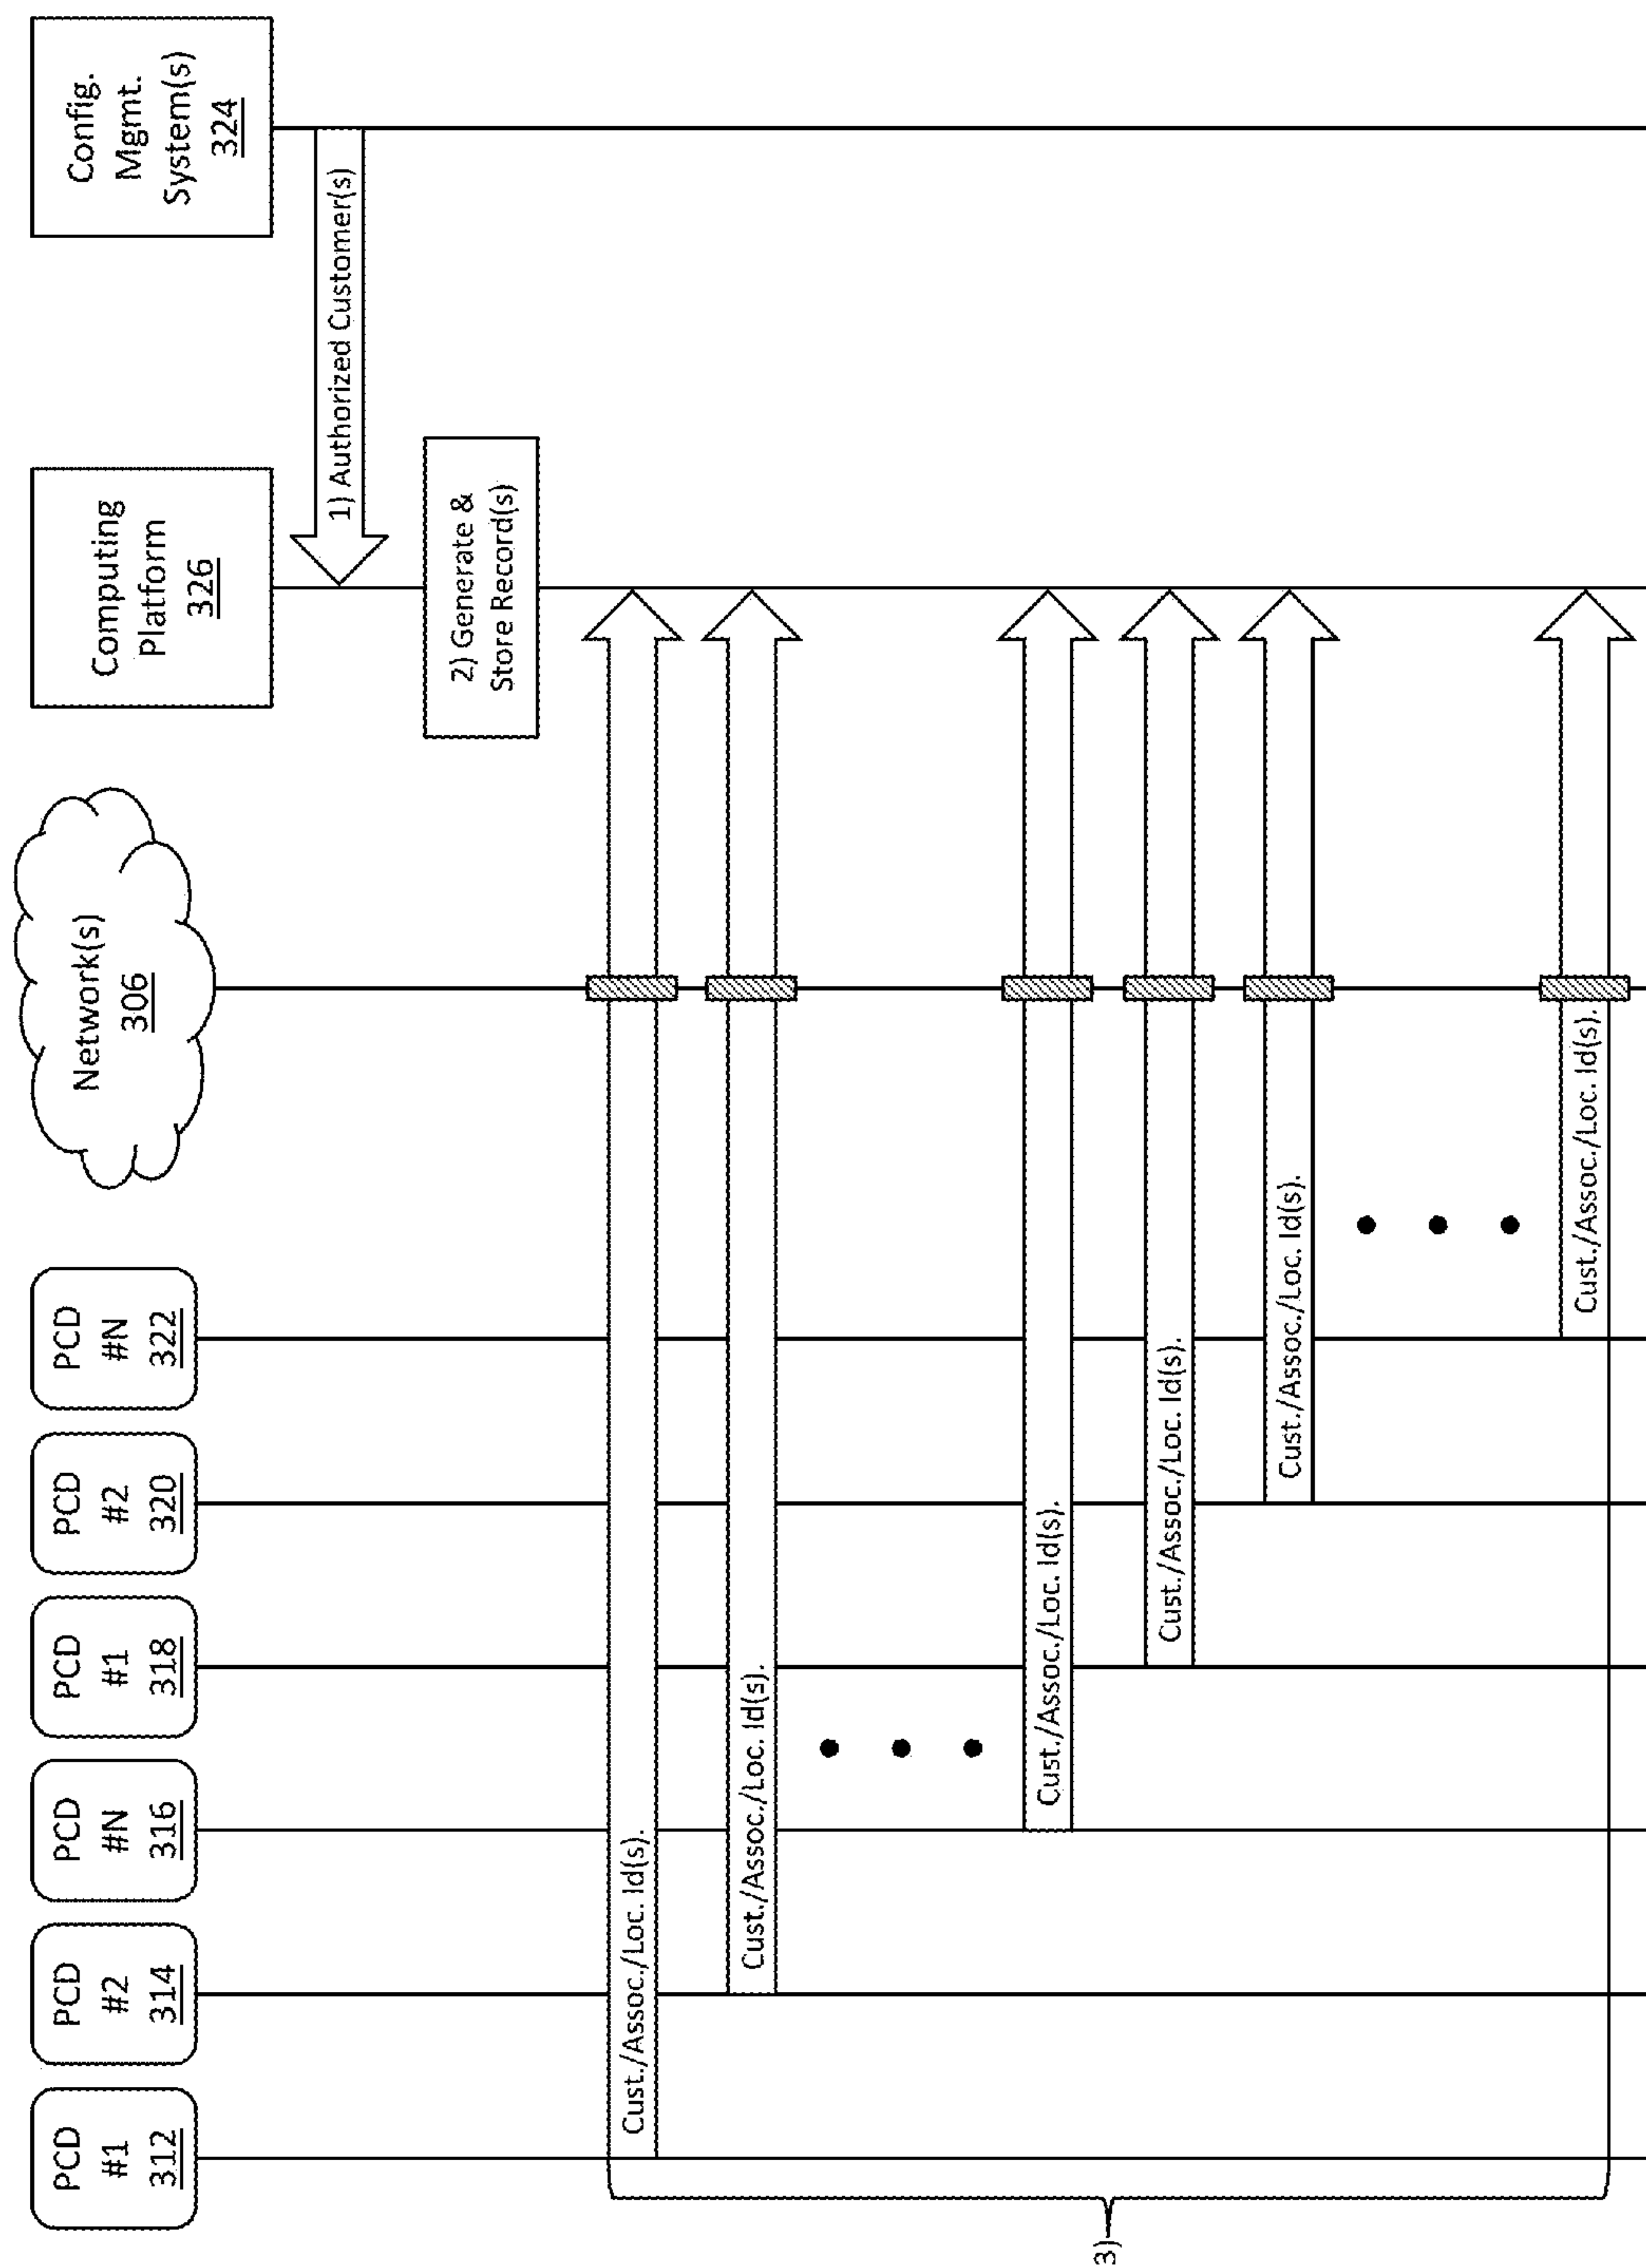 PCD
#1
312
PCD
#2
314
PCD
#N
316
PCD
#1
318
PCD
#2
320
PCD
#N
322
Network(s)
306
Computing
Platform
326
Config.
Mgmt.
System(s)
324
1) Authorized Customer(s)
2) Generate &
Store Record(s)
3)
Cust./Assoc./Loc. Id(s).
Cust./Assoc./Loc. Id(s).
Cust./Assoc./Loc. Id(s).
Cust./Assoc./Loc. Id(s).
Cust./Assoc./Loc. Id(s).
Cust./Assoc./Loc. Id(s).